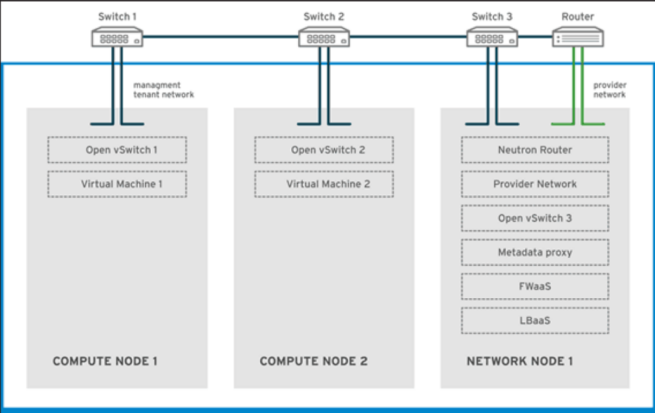 Switch 1
Switch 2
Switch 3
Router
managment
tenant network
provider
network
Open vSwitch 1
Virtual Machine 1
COMPUTE NODE 1
Open vSwitch 2
Virtual Machine 2
COMPUTE NODE 2
Neutron Router
Provider Network
Open vSwitch 3
Metadata proxy
FWaaS
LBaaS
NETWORK NODE 1